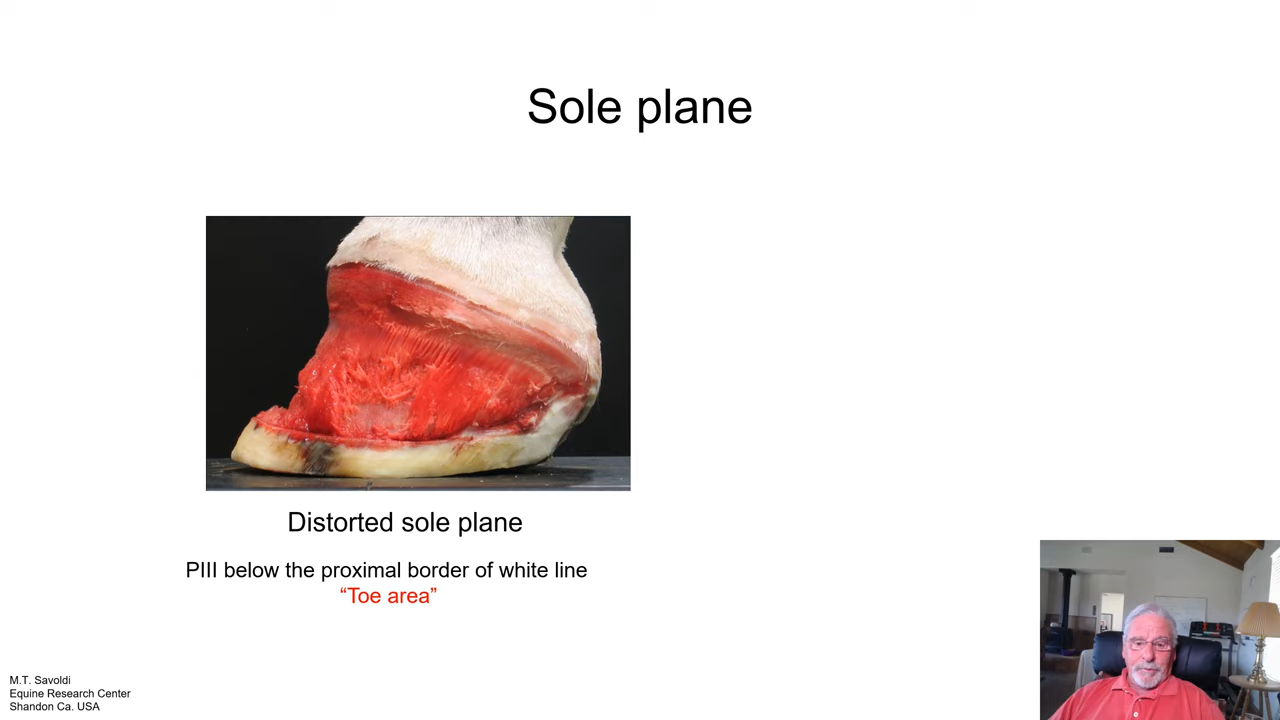 Sole plane
Distorted sole plane
PIII below the proximal border of white line
“Toe area”
M.T. Savoldi
Equine Research Center
Shandon Ca. USA